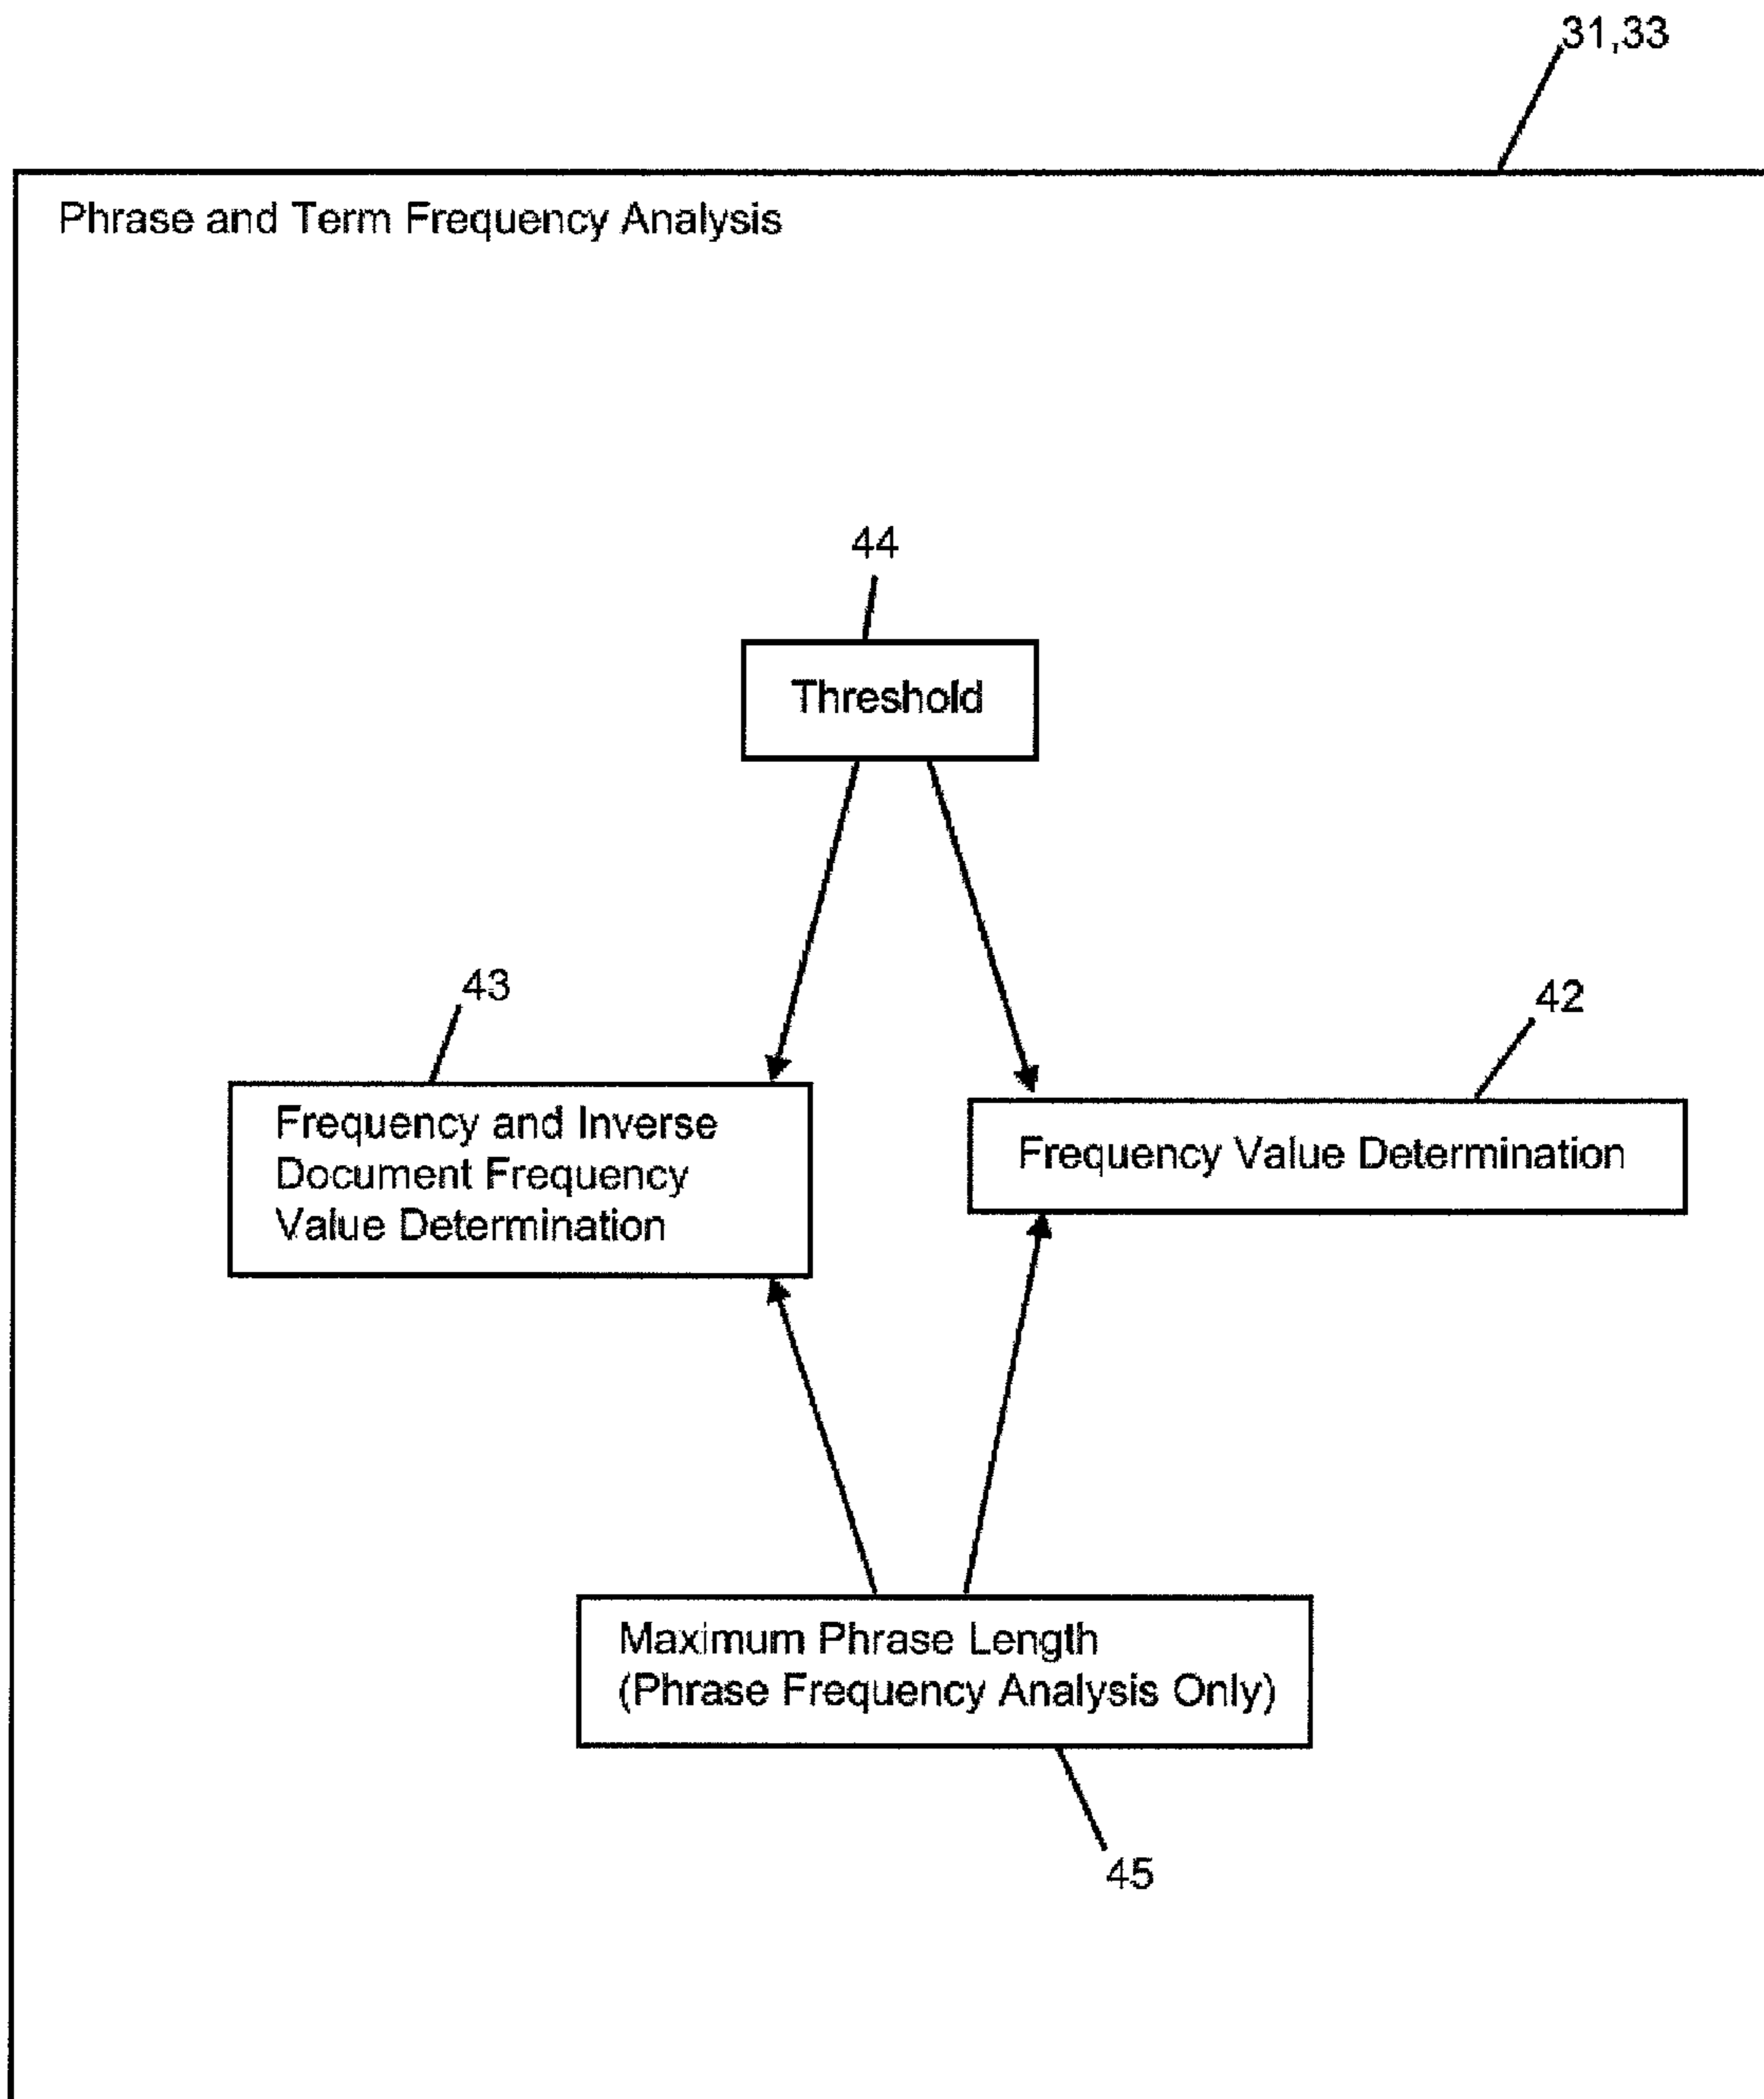 31,33
Phrase and Term Frequency Analysis
44
Threshold
43
42
Frequency and Inverse
Document Frequency
Value Determination
Frequency Value Determination
Maximum Phrase Length
(Phrase Frequency Analysis Only)
45